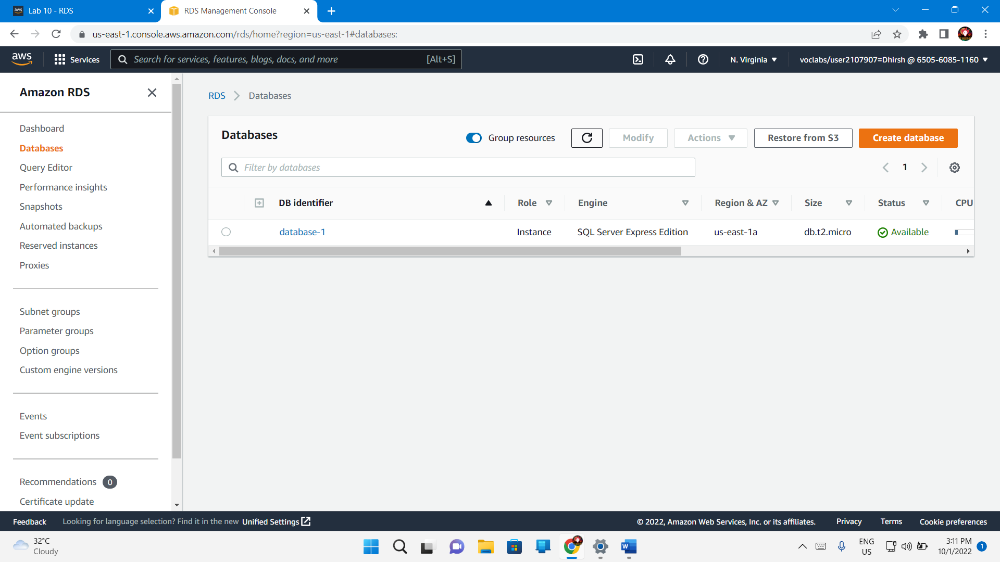 aws Lab 10 - RDS
RDS Management Console
us-east-1.console.aws.amazon.com/rds/home?region=us-east-1#databases:
aws Services Search for services, features, blogs, docs, and more [Alt+S] N. Virginia voclabs/user2107907=Dhirsh @ 6505-6085-1160
Amazon RDS
Dashboard
Databases
Query Editor
Performance insights
Snapshots
Automated backups
Reserved instances
Proxies
Subnet groups
Parameter groups
Option groups
Custom engine versions
Events
Event subscriptions
Recommendations 0
Certificate update
RDS Databases
Databases
Group resources Modify Actions Restore from S3 Create database
Filter by databases
1
DB identifier Role Engine Region & AZ Size Status CPU
database-1 Instance SQL Server Express Edition us-east-1a db.t2.micro Available
Feedback Looking for language selection? Find it in the new Unified Settings © 2022, Amazon Web Services, Inc. or its affiliates. Privacy Terms Cookie preferences
32°C
Cloudy
W
ENG
US
3:11 PM
10/1/2022
1